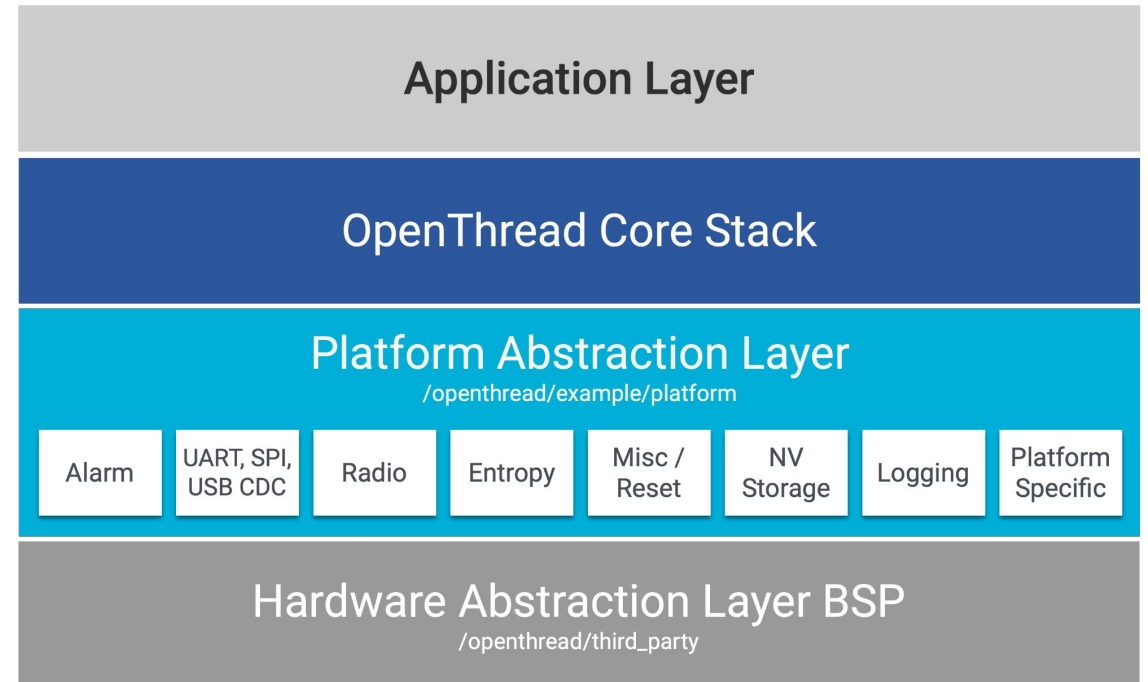 Application Layer
OpenThread Core Stack
Platform Abstraction Layer
/openthread/example/platform
Alarm
UART, SPI,
USB CDC
Radio
Entropy
Misc /
Reset
NV
Storage
Logging
Platform
Specific
Hardware Abstraction Layer BSP
/openthread/third_party